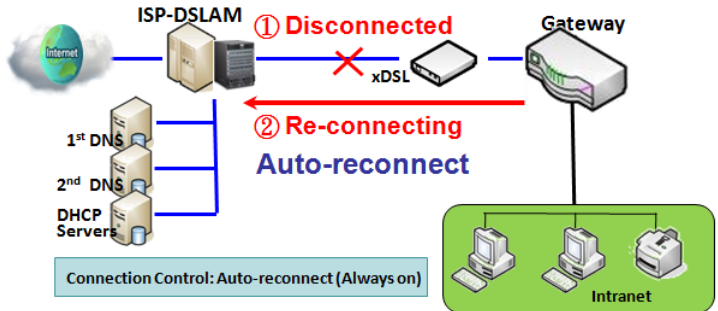 ISP-DSLAM
① Disconnected
Gateway
Internet
xDSL
② Re-connecting
1st DNS
Auto-reconnect
2nd DNS
DHCP
Servers
Connection Control: Auto-reconnect (Always on)
Intranet